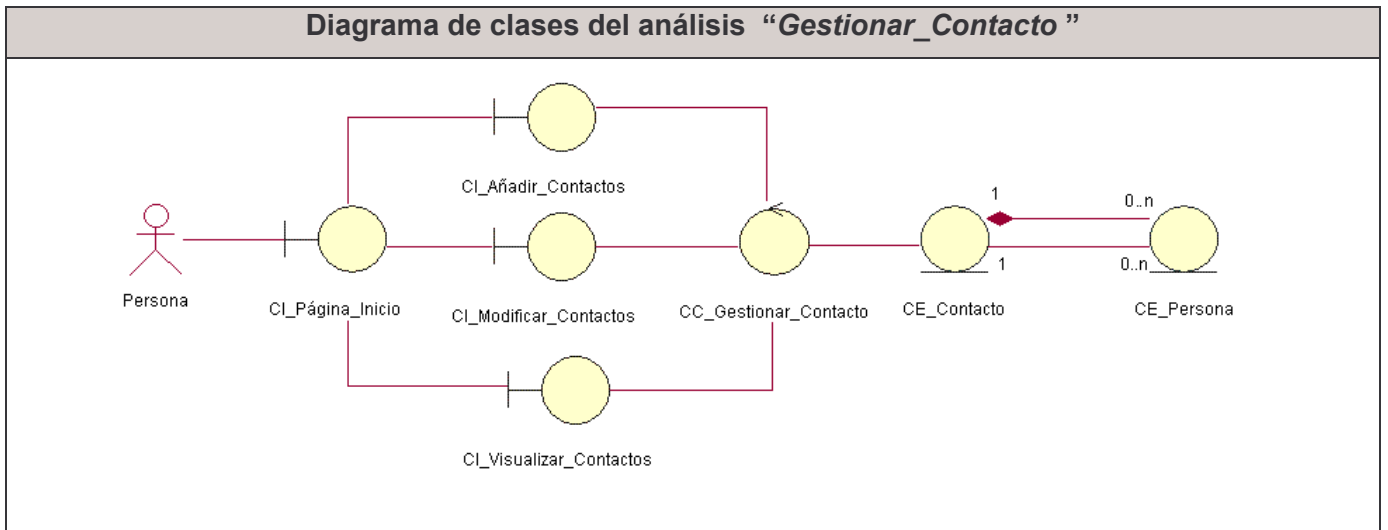 Diagrama de clases del análisis “Gestionar_Contacto ”
CI_Añadir_Contactos
1
0..n
Persona
CI_Página_Inicio
CI_Modificar_Contactos
CC_Gestionar_Contacto
1
0..n
CE_Contacto
CE_Persona
CI_Visualizar_Contactos